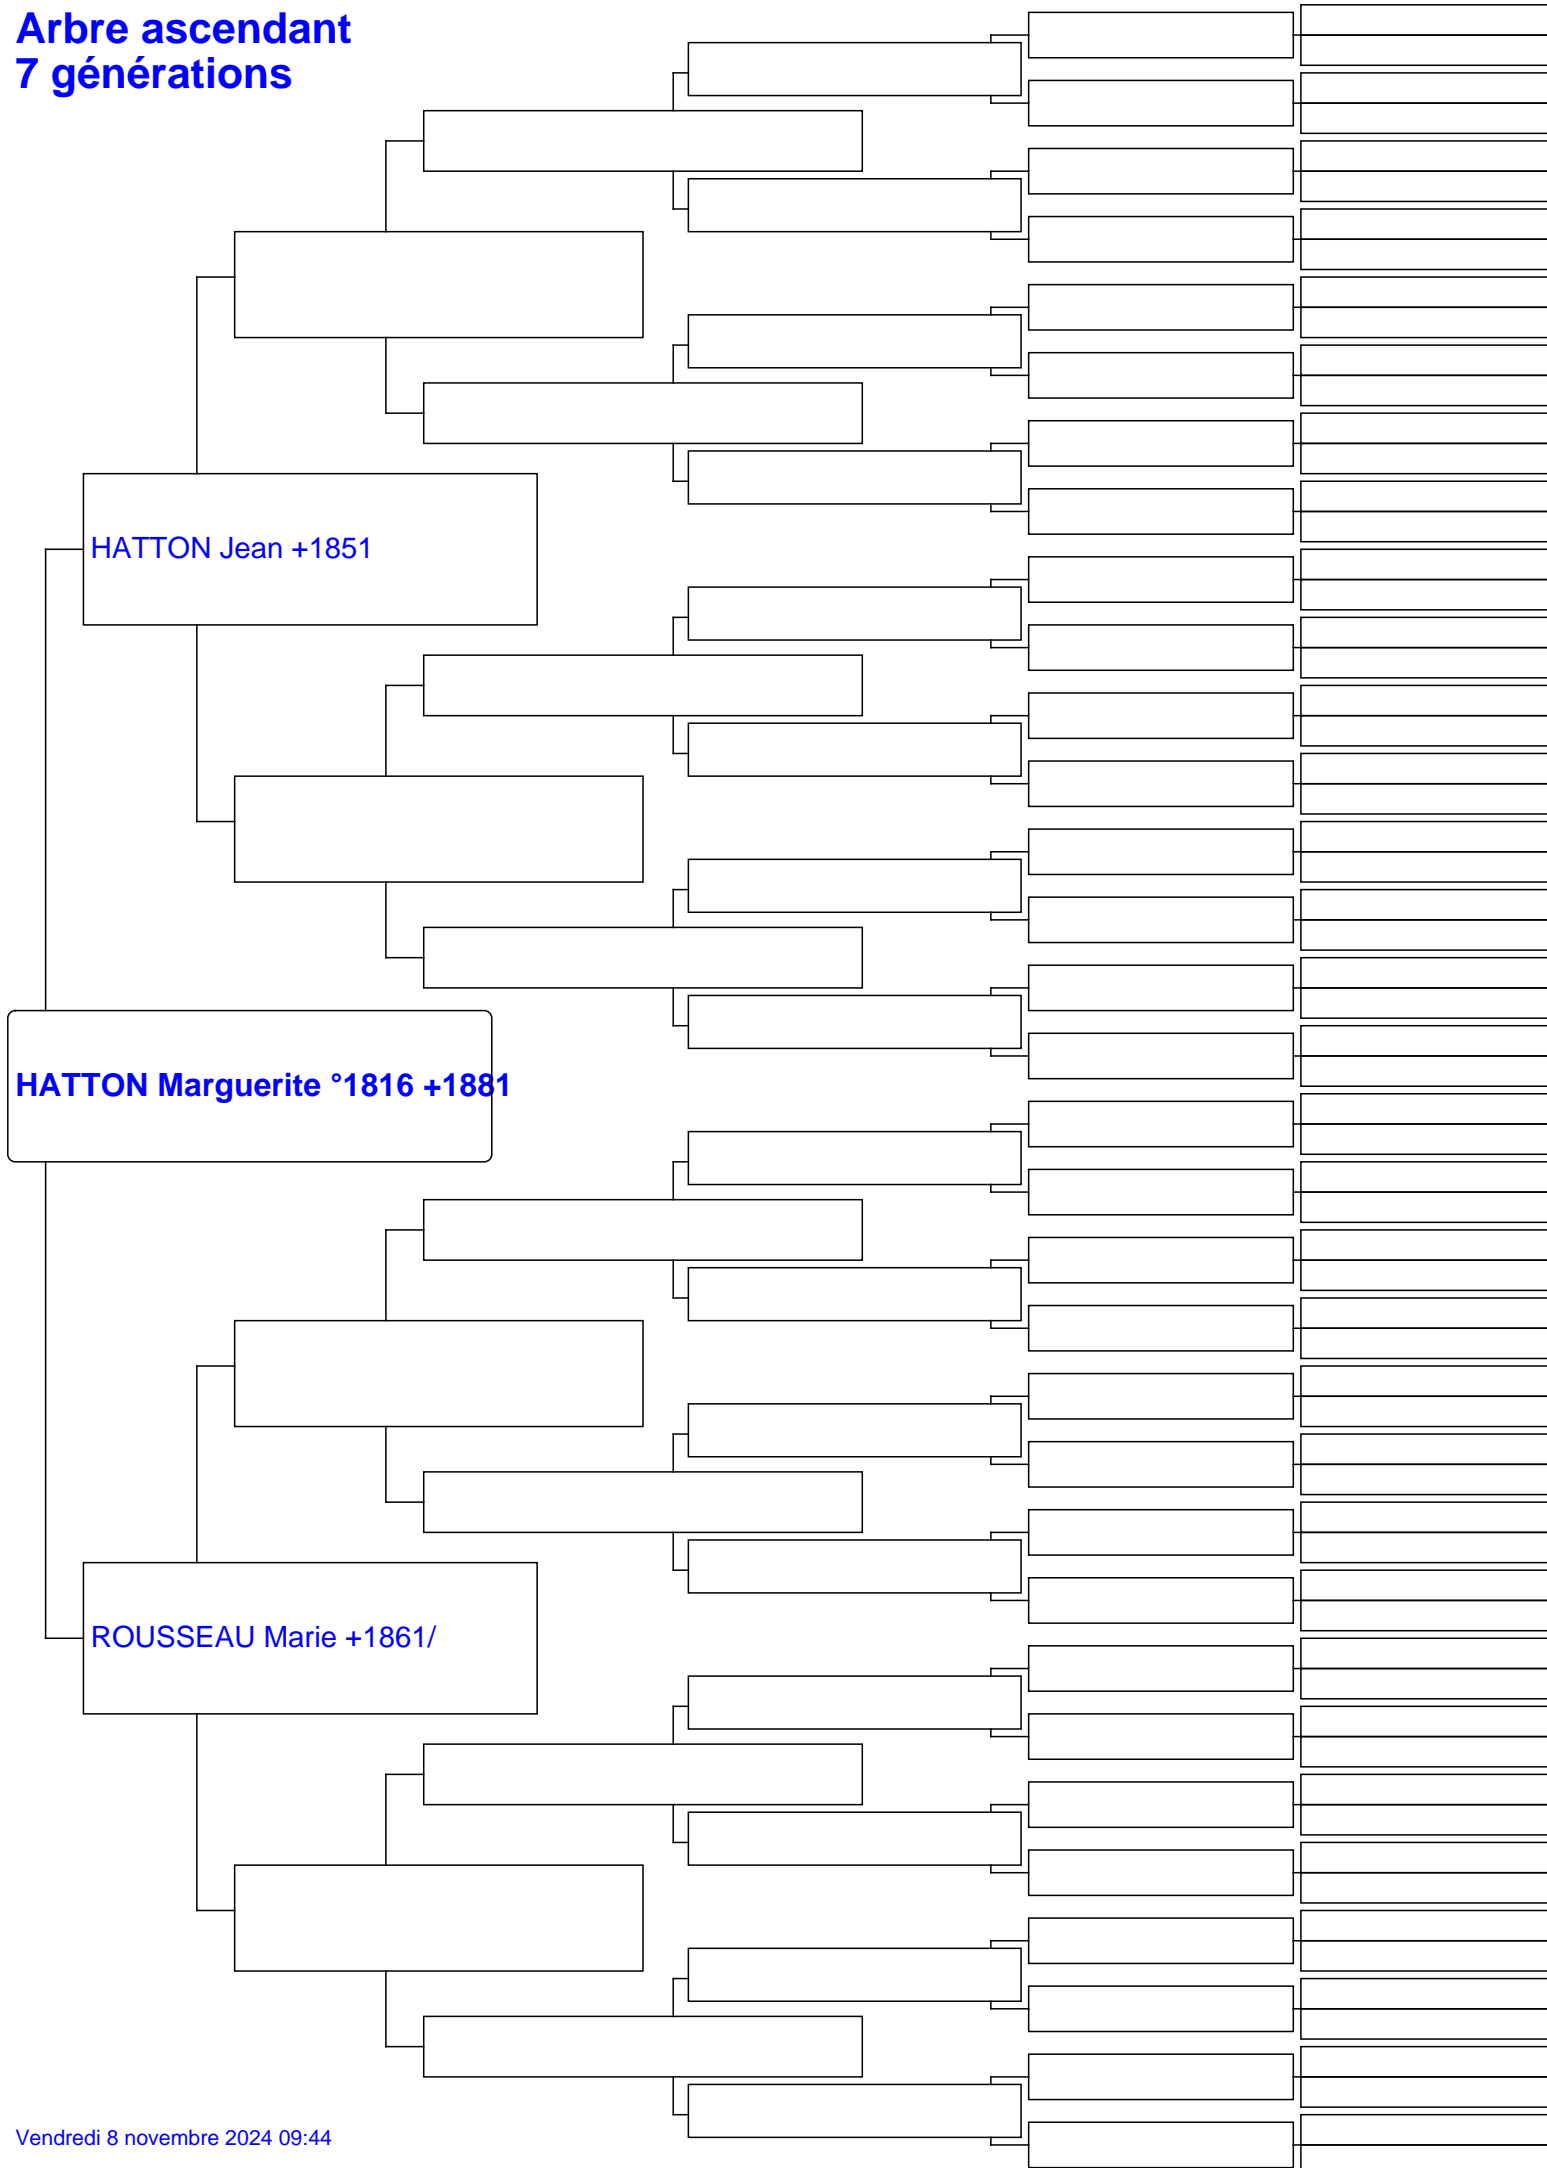 Arbre ascendant
7 générations
HATTON Jean +1851
HATTON Marguerite °1816 +1881
ROUSSEAU Marie +1861/
Vendredi 8 novembre 2024 09:44